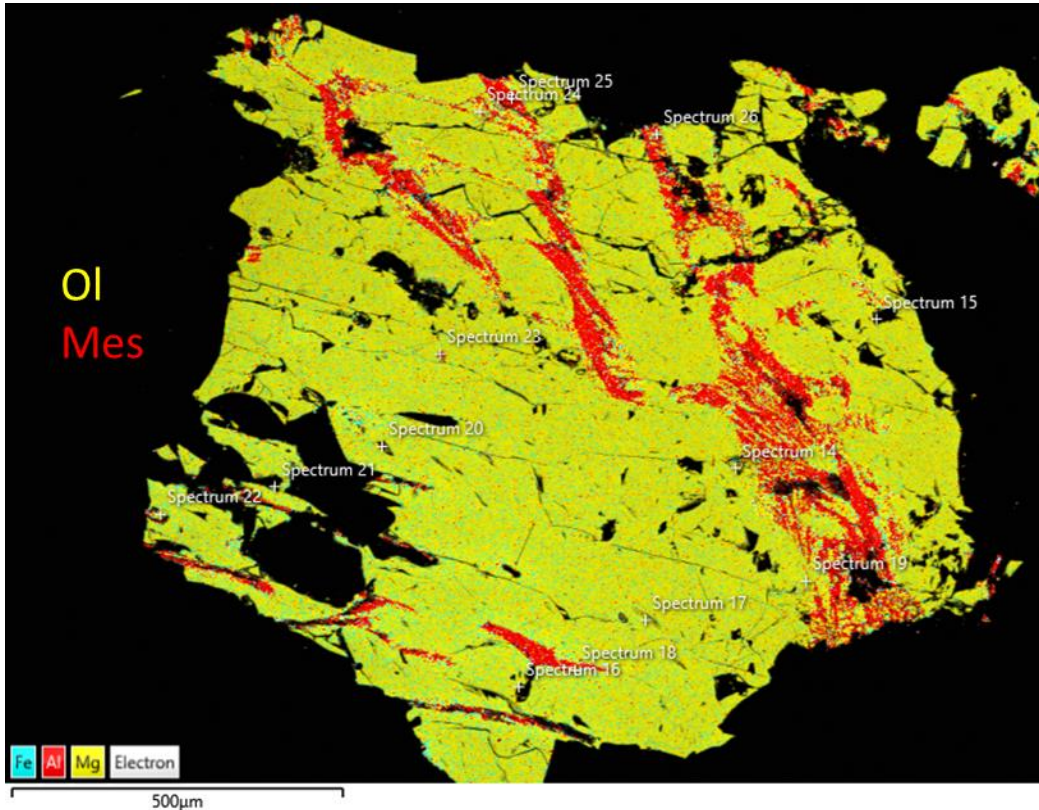 Spectrum 25
Spectrum 24
Spectrum 26
Ol
Mes
Spectrum 15
Spectrum 23
Spectrum 20
Spectrum 14
Spectrum 21
Spectrum 22
Spectrum 19
Spectrum 17
Spectrum 18
Spectrum 16
Fe Al Mg Electron
500µm